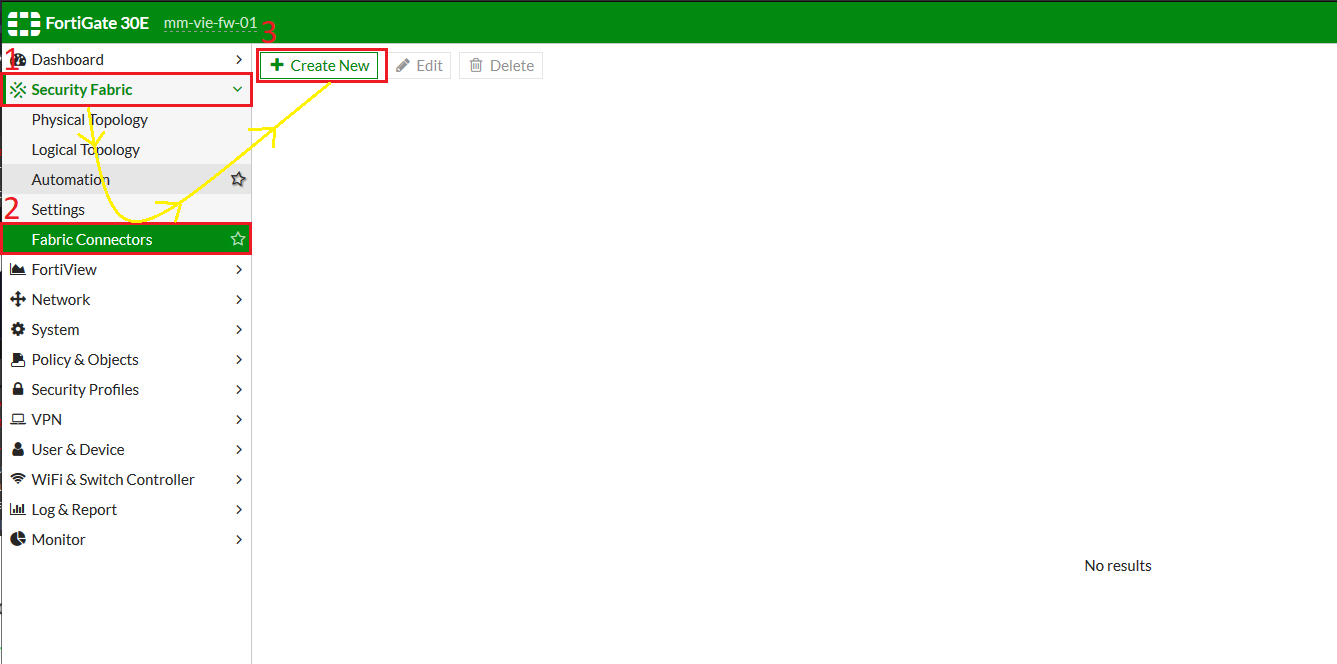 FortiGate 30E mm-vie-fw-01
3
1
Dashboard
Create New Edit Delete
Security Fabric
Physical Topology
Logical Topology
Automation
2
Settings
Fabric Connectors
FortiView
Network
System
Policy & Objects
Security Profiles
VPN
User & Device
WiFi & Switch Controller
Log & Report
Monitor
No results